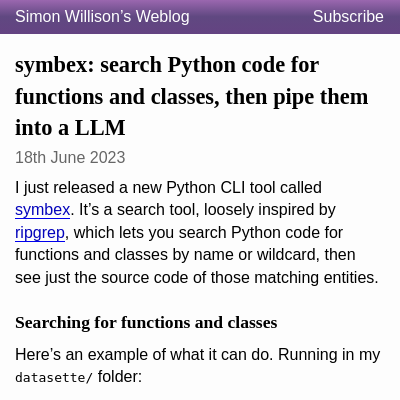 Simon Willison’s Weblog
Subscribe
symbex: search Python code for
functions and classes, then pipe them
into a LLM
18th June 2023
I just released a new Python CLI tool called
symbex. It’s a search tool, loosely inspired by
ripgrep, which lets you search Python code for
functions and classes by name or wildcard, then
see just the source code of those matching entities.
Searching for functions and classes
Here’s an example of what it can do. Running in my
datasette/ folder: